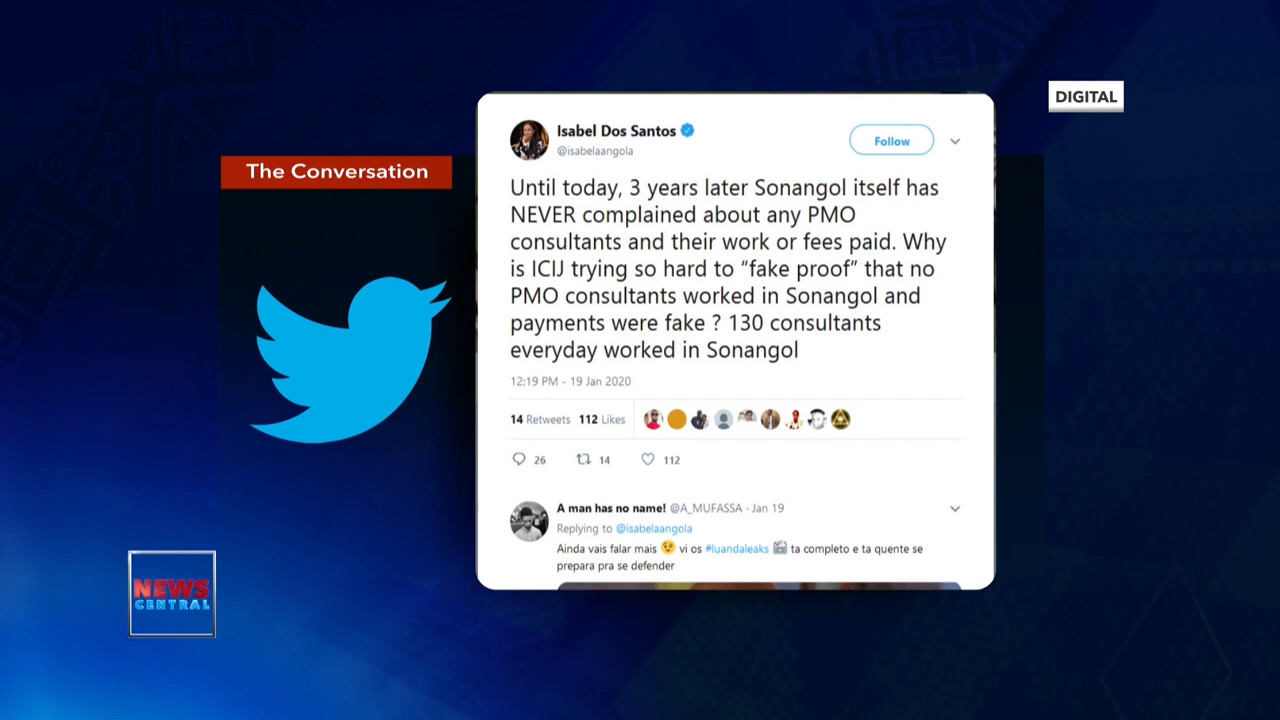 DIGITAL
The Conversation
Isabel Dos Santos
@isabelaangola
Follow
Until today, 3 years later Sonangol itself has
NEVER complained about any PMO
consultants and their work or fees paid. Why
is ICIJ trying so hard to “fake proof” that no
PMO consultants worked in Sonangol and
payments were fake ? 130 consultants
everyday worked in Sonangol
12:19 PM - 19 Jan 2020
14 Retweets 112 Likes
26 14 112
A man has no name! @A_MUFASSA · Jan 19
Replying to @isabelaangola
Ainda vais falar mais 😉 vi os #luandaleaks 📻 ta completo e ta quente se
prepara pra se defender
NEWS
CENTRAL